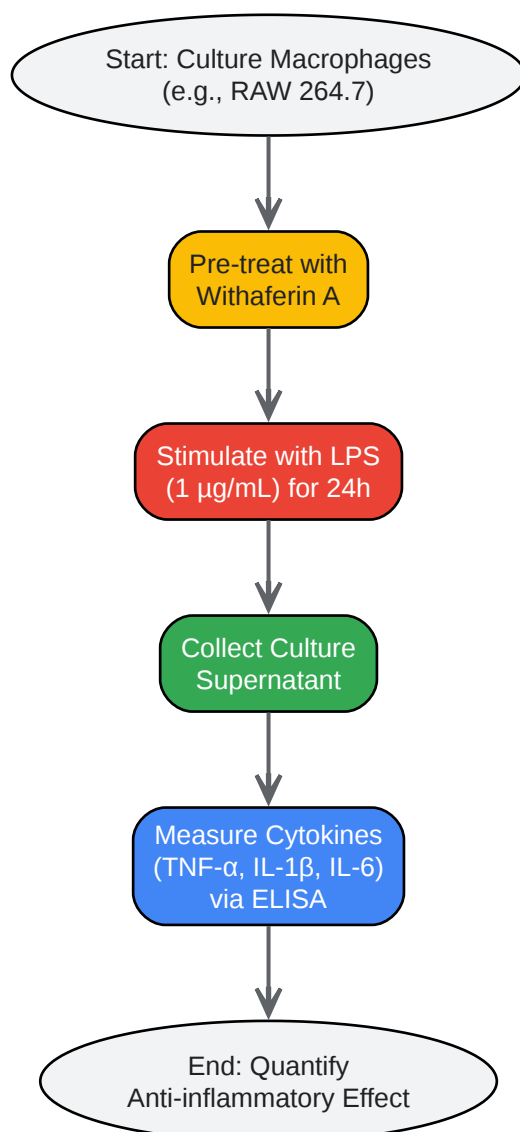 Start: Culture Macrophages
(e.g., RAW 264.7)
Pre-treat with
Withaferin A
Stimulate with LPS
(1 µg/mL) for 24h
Collect Culture
Supernatant
Measure Cytokines
(TNF-α, IL-1β, IL-6)
via ELISA
End: Quantify
Anti-inflammatory Effect